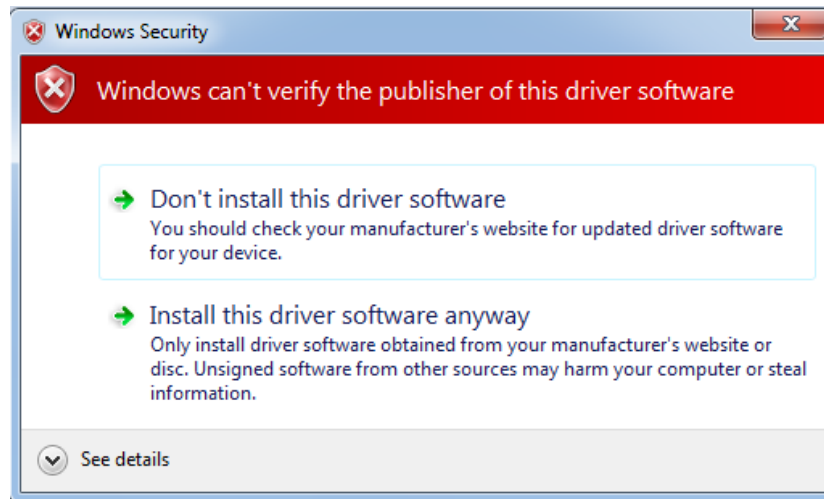 Windows Security
Windows can't verify the publisher of this driver software
Don't install this driver software
You should check your manufacturer's website for updated driver software
for your device.
Install this driver software anyway
Only install driver software obtained from your manufacturer's website or
disc. Unsigned software from other sources may harm your computer or steal
information.
See details